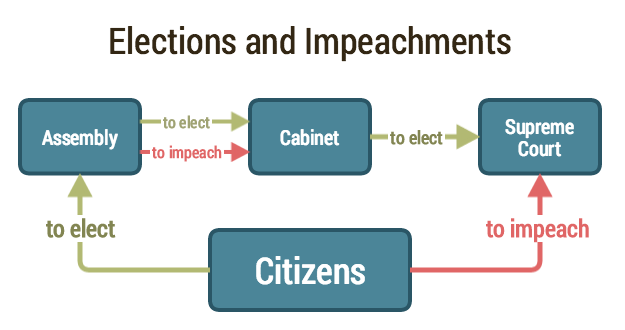 Elections and Impeachments
Assembly
to elect
to impeach
Cabinet
to elect
Supreme
Court
to elect
to impeach
Citizens